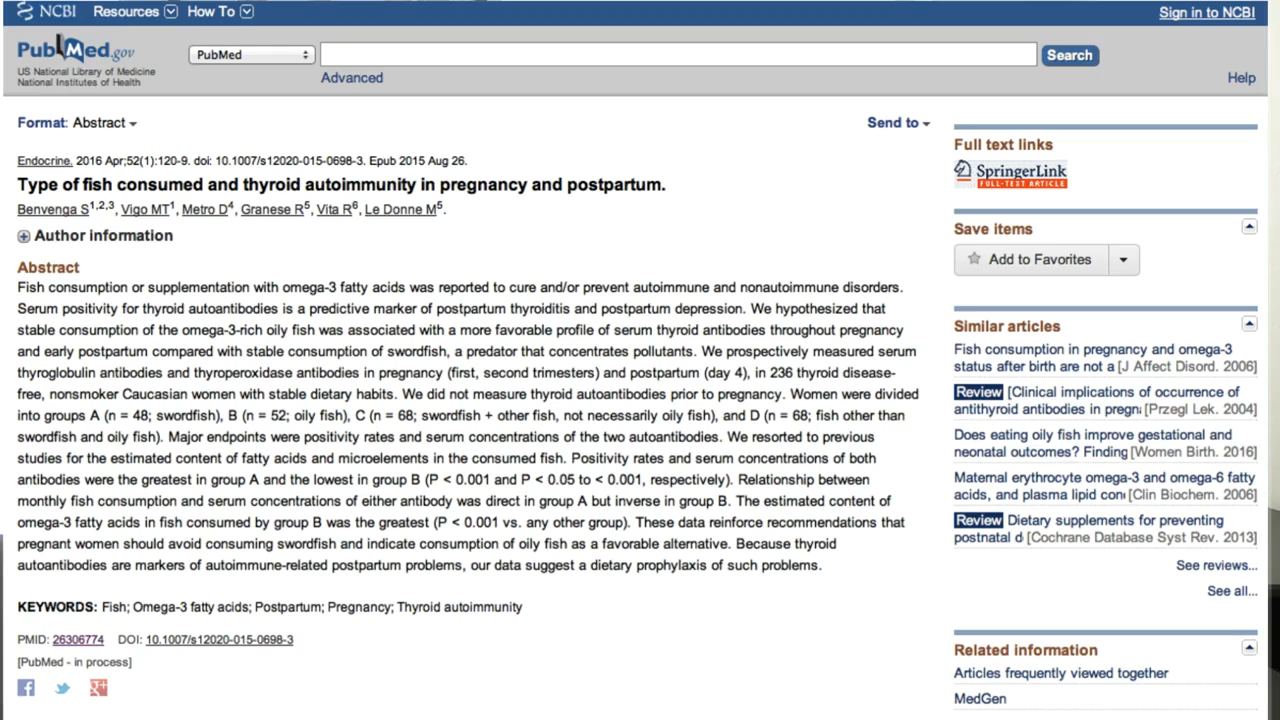 NCBI Resources How To Sign in to NCBI
PubMed.gov
US National Library of Medicine
National Institutes of Health
PubMed
Search
Advanced
Help
Format: Abstract
Send to
Endocrine. 2016 Apr;52(1):120-9. doi: 10.1007/s12020-015-0698-3. Epub 2015 Aug 26.
Type of fish consumed and thyroid autoimmunity in pregnancy and postpartum.
Benvenga S1,2,3, Vigo MT1, Metro D4, Granese R5, Vita R6, Le Donne M5.
Author information
Abstract
Fish consumption or supplementation with omega-3 fatty acids was reported to cure and/or prevent autoimmune and nonautoimmune disorders.
Serum positivity for thyroid autoantibodies is a predictive marker of postpartum thyroiditis and postpartum depression. We hypothesized that
stable consumption of the omega-3-rich oily fish was associated with a more favorable profile of serum thyroid antibodies throughout pregnancy
and early postpartum compared with stable consumption of swordfish, a predator that concentrates pollutants. We prospectively measured serum
thyroglobulin antibodies and thyroperoxidase antibodies in pregnancy (first, second trimesters) and postpartum (day 4), in 236 thyroid disease-
free, nonsmoker Caucasian women with stable dietary habits. We did not measure thyroid autoantibodies prior to pregnancy. Women were divided
into groups A (n = 48; swordfish), B (n = 52; oily fish), C (n = 68; swordfish + other fish, not necessarily oily fish), and D (n = 68; fish other than
swordfish and oily fish). Major endpoints were positivity rates and serum concentrations of the two autoantibodies. We resorted to previous
studies for the estimated content of fatty acids and microelements in the consumed fish. Positivity rates and serum concentrations of both
antibodies were the greatest in group A and the lowest in group B (P < 0.001 and P < 0.05 to < 0.001, respectively). Relationship between
monthly fish consumption and serum concentrations of either antibody was direct in group A but inverse in group B. The estimated content of
omega-3 fatty acids in fish consumed by group B was the greatest (P < 0.001 vs. any other group). These data reinforce recommendations that
pregnant women should avoid consuming swordfish and indicate consumption of oily fish as a favorable alternative. Because thyroid
autoantibodies are markers of autoimmune-related postpartum problems, our data suggest a dietary prophylaxis of such problems.
KEYWORDS: Fish; Omega-3 fatty acids; Postpartum; Pregnancy; Thyroid autoimmunity
PMID: 26306774 DOI: 10.1007/s12020-015-0698-3
[PubMed - in process]
Full text links
SpringerLink
FULL-TEXT ARTICLE
Save items
Add to Favorites
Similar articles
Fish consumption in pregnancy and omega-3
status after birth are not a [J Affect Disord. 2006]
Review [Clinical implications of occurrence of
antithyroid antibodies in pregn [Przegl Lek. 2004]
Does eating oily fish improve gestational and
neonatal outcomes? Finding [Women Birth. 2016]
Maternal erythrocyte omega-3 and omega-6 fatty
acids, and plasma lipid con [Clin Biochem. 2006]
Review Dietary supplements for preventing
postnatal d [Cochrane Database Syst Rev. 2013]
See reviews...
See all...
Related information
Articles frequently viewed together
MedGen